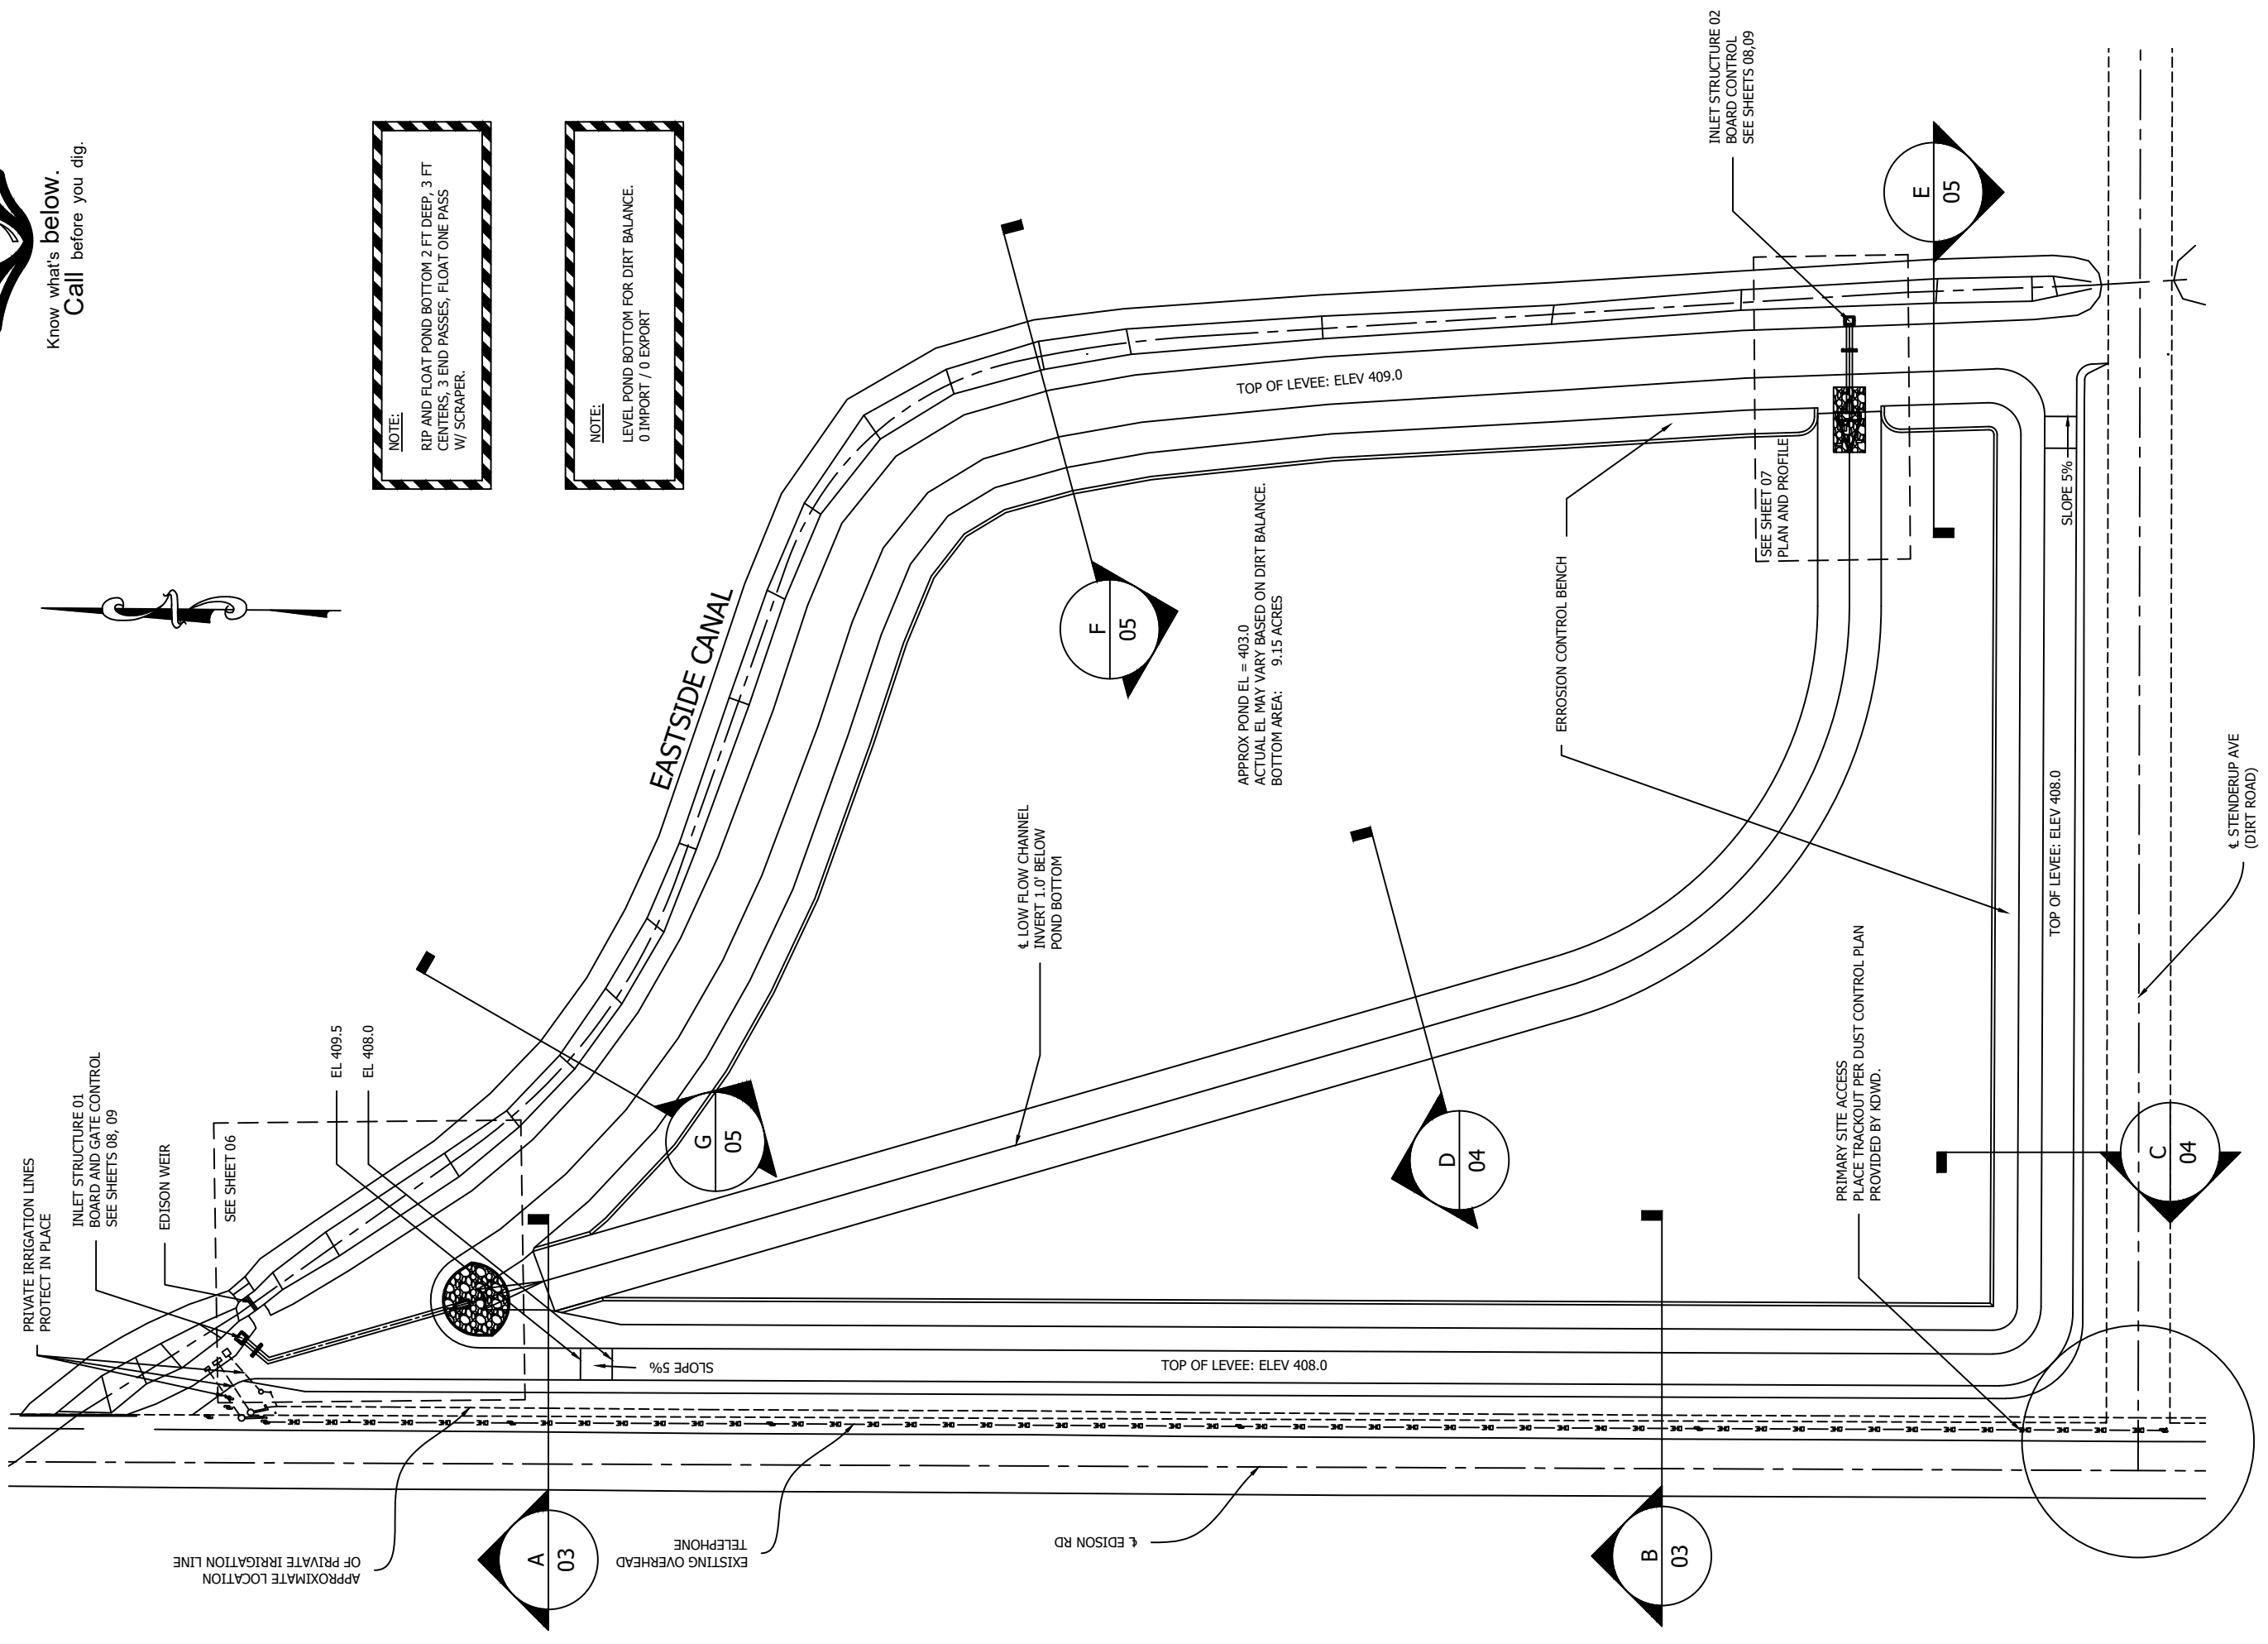 Know what's below.
Call before you dig.
NOTE:
RIP AND FLOAT POND BOTTOM 2 FT DEEP, 3 FT
CENTERS, 3 END PASSES, FLOAT ONE PASS
W/ SCRAPER.
NOTE:
LEVEL POND BOTTOM FOR DIRT BALANCE.
0 IMPORT / 0 EXPORT
PRIVATE IRRIGATION LINES
PROTECT IN PLACE
INLET STRUCTURE 01
BOARD AND GATE CONTROL
SEE SHEETS 08, 09
EDISON WEIR
SEE SHEET 06
EL 409.5
EL 408.0
EASTSIDE CANAL
G
05
F
05
TOP OF LEVEE: ELEV 409.0
INLET STRUCTURE 02
BOARD CONTROL
SEE SHEETS 08,09
E
05
SEE SHEET 07
PLAN AND PROFILE
APPROX POND EL = 403.0
ACTUAL EL MAY VARY BASED ON DIRT BALANCE.
BOTTOM AREA: 9.15 ACRES
℄ LOW FLOW CHANNEL
INVERT 1.0' BELOW
POND BOTTOM
ERROSION CONTROL BENCH
D
04
SLOPE 5%
SLOPE 5%
TOP OF LEVEE: ELEV 408.0
TOP OF LEVEE: ELEV 408.0
PRIMARY SITE ACCESS
PLACE TRACKOUT PER DUST CONTROL PLAN
PROVIDED BY KDWD.
C
04
℄ STENDERUP AVE
(DIRT ROAD)
APPROXIMATE LOCATION
OF PRIVATE IRRIGATION LINE
A
03
EXISTING OVERHEAD
TELEPHONE
℄ EDISON RD
B
03